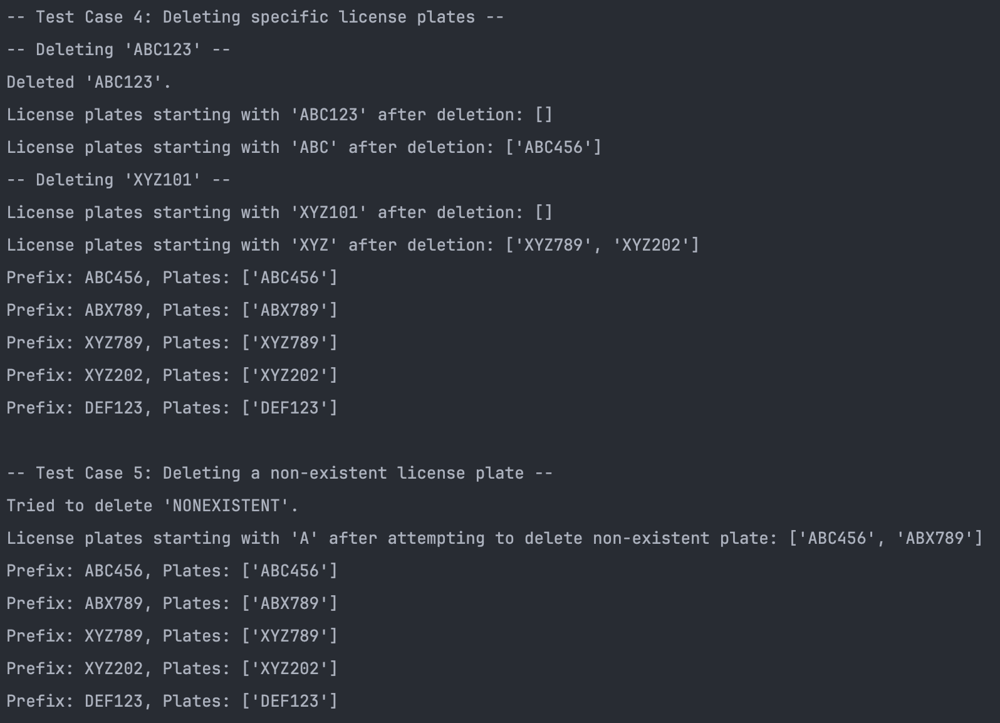 -- Test Case 4: Deleting specific license plates --
-- Deleting 'ABC123' --
Deleted 'ABC123'.
License plates starting with 'ABC123' after deletion: []
License plates starting with 'ABC' after deletion: ['ABC456']
-- Deleting 'XYZ101' --
License plates starting with 'XYZ101' after deletion: []
License plates starting with 'XYZ' after deletion: ['XYZ789', 'XYZ202']
Prefix: ABC456, Plates: ['ABC456']
Prefix: ABX789, Plates: ['ABX789']
Prefix: XYZ789, Plates: ['XYZ789']
Prefix: XYZ202, Plates: ['XYZ202']
Prefix: DEF123, Plates: ['DEF123']

-- Test Case 5: Deleting a non-existent license plate --
Tried to delete 'NONEXISTENT'.
License plates starting with 'A' after attempting to delete non-existent plate: ['ABC456', 'ABX789']
Prefix: ABC456, Plates: ['ABC456']
Prefix: ABX789, Plates: ['ABX789']
Prefix: XYZ789, Plates: ['XYZ789']
Prefix: XYZ202, Plates: ['XYZ202']
Prefix: DEF123, Plates: ['DEF123']